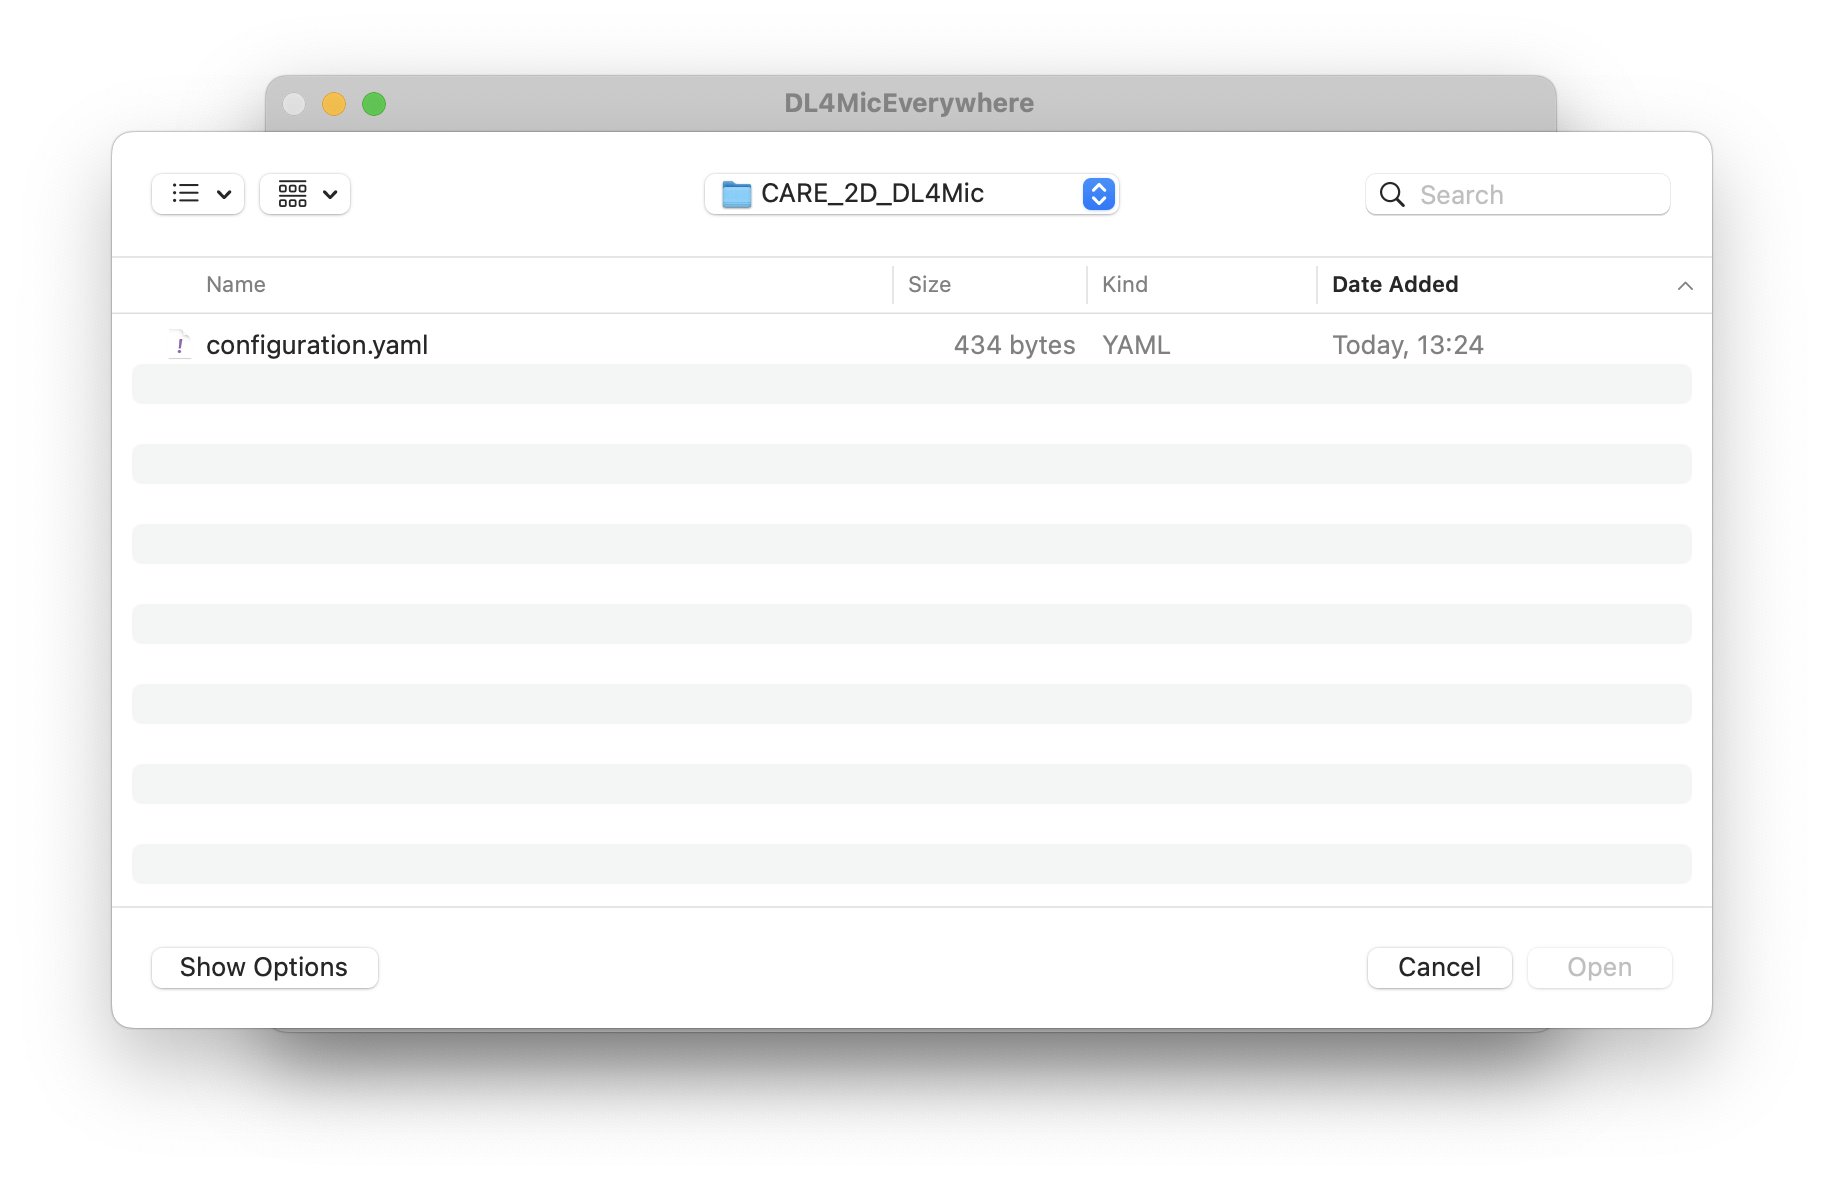 DL4MicEverywhere
CARE_2D_DL4Mic
Search
Name Size Kind Date Added
! configuration.yaml 434 bytes YAML Today, 13:24
Show Options Cancel Open